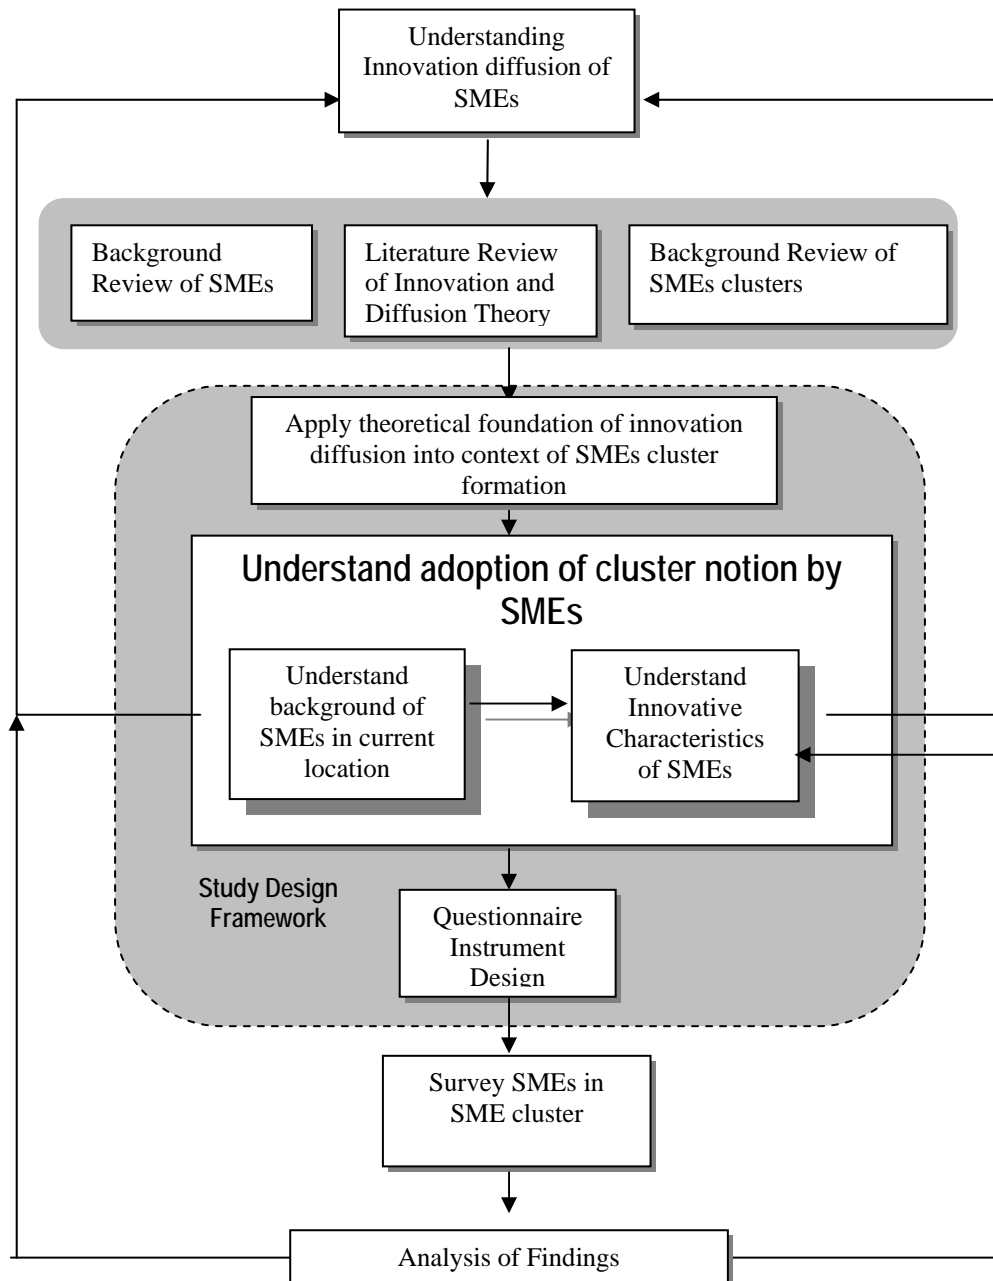 Understanding
Innovation diffusion of
SMEs
Background
Review of SMEs
Literature Review
of Innovation and
Diffusion Theory
Background Review of
SMEs clusters
Apply theoretical foundation of innovation
diffusion into context of SMEs cluster
formation
Understand adoption of cluster notion by
SMEs
Understand
background of
SMEs in current
location
Understand
Innovative
Characteristics
of SMEs
Study Design
Framework
Questionnaire
Instrument
Design
Survey SMEs in
SME cluster
Analysis of Findings